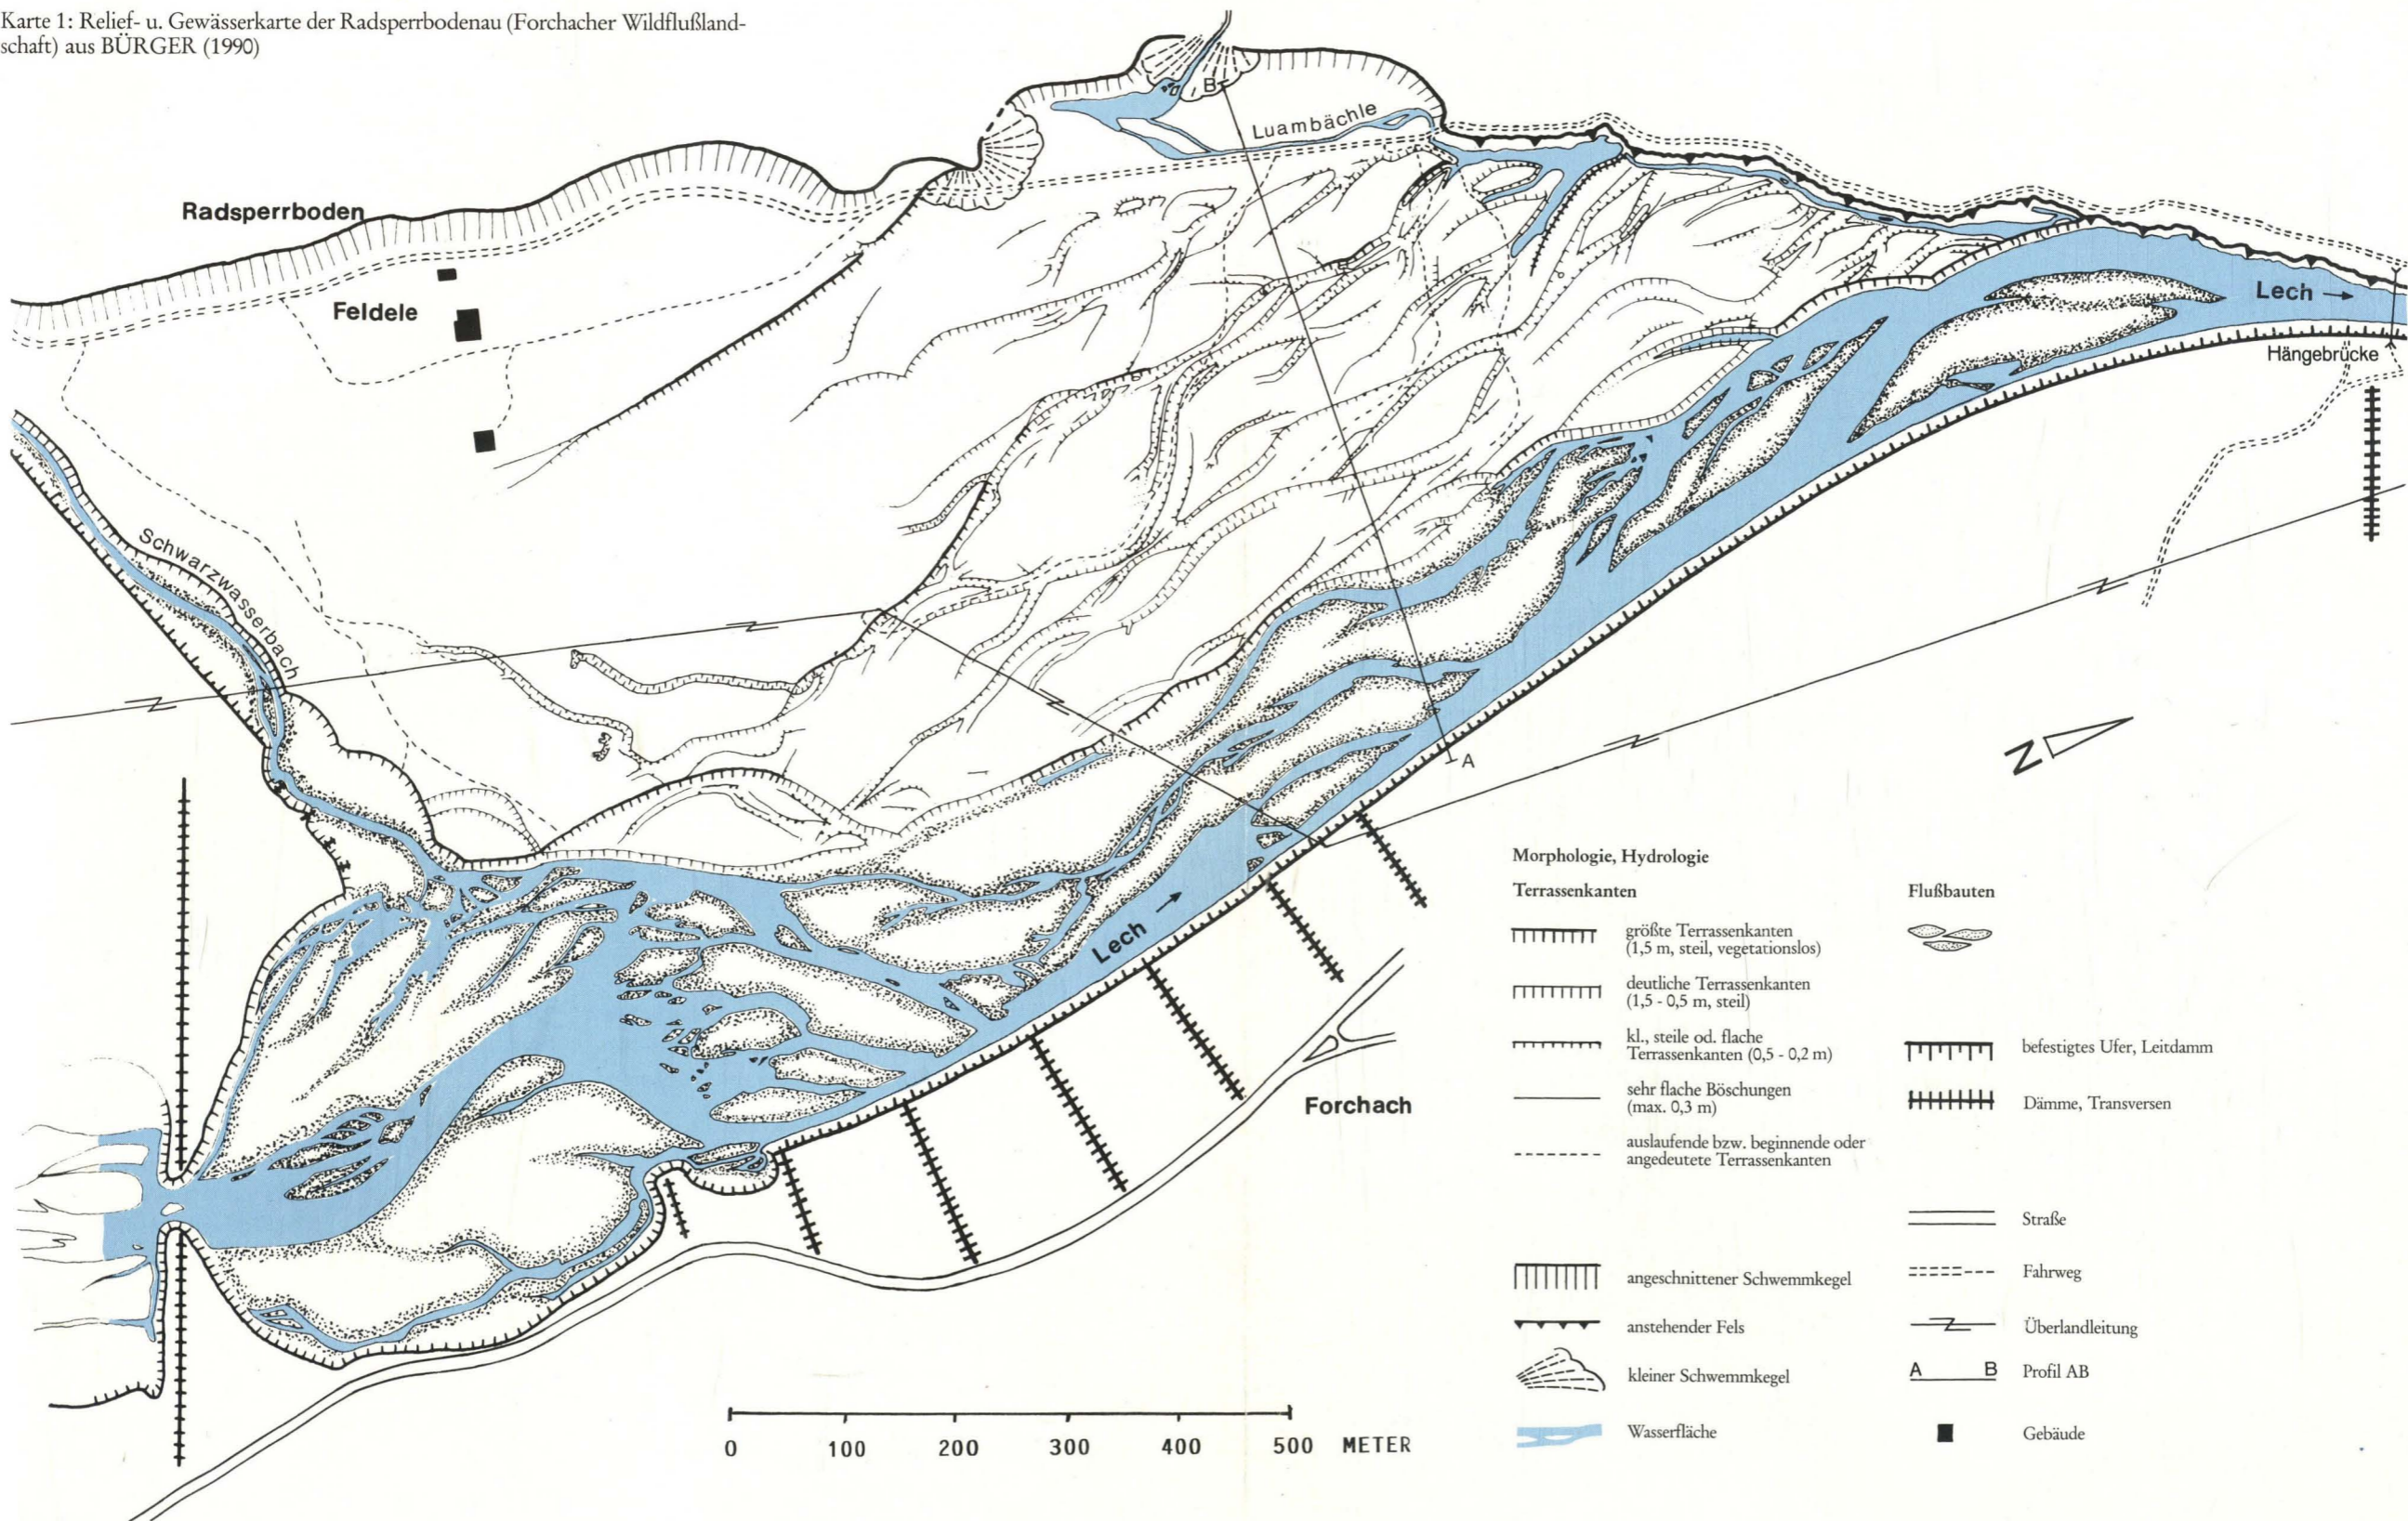 Karte 1: Relief- u. Gewässerkarte der Radsperrbodenau (Forchacher Wildflußland-
schaft) aus BÜRGER (1990)
B
Luambächle
Radsperrboden
Feldele
Lech
Hängebrücke
Schwarzwasserbach
N
A
Lech
Forchach
Morphologie, Hydrologie
Terrassenkanten
größte Terrassenkanten
(1,5 m, steil, vegetationslos)
deutliche Terrassenkanten
(1,5 - 0,5 m, steil)
kl., steile od. flache
Terrassenkanten (0,5 - 0,2 m)
sehr flache Böschungen
(max. 0,3 m)
auslaufende bzw. beginnende oder
angedeutete Terrassenkanten
angeschnittener Schwemmkegel
anstehender Fels
kleiner Schwemmkegel
Wasserfläche
Flußbauten
befestigtes Ufer, Leitdamm
Dämme, Transversen
Straße
Fahrweg
Überlandleitung
A B Profil AB
Gebäude
0 100 200 300 400 500 METER